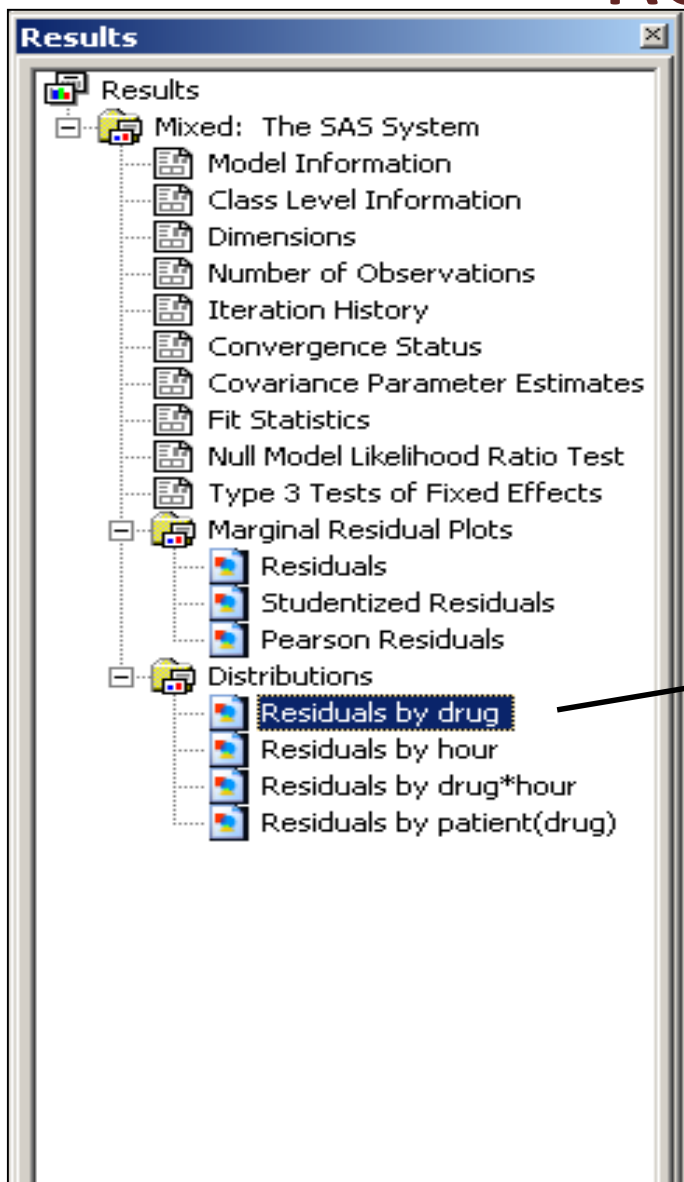 Results
Results
Mixed: The SAS System
Model Information
Class Level Information
Dimensions
Number of Observations
Iteration History
Convergence Status
Covariance Parameter Estimates
Fit Statistics
Null Model Likelihood Ratio Test
Type 3 Tests of Fixed Effects
Marginal Residual Plots
Residuals
Studentized Residuals
Pearson Residuals
Distributions
Residuals by drug
Residuals by hour
Residuals by drug*hour
Residuals by patient(drug)